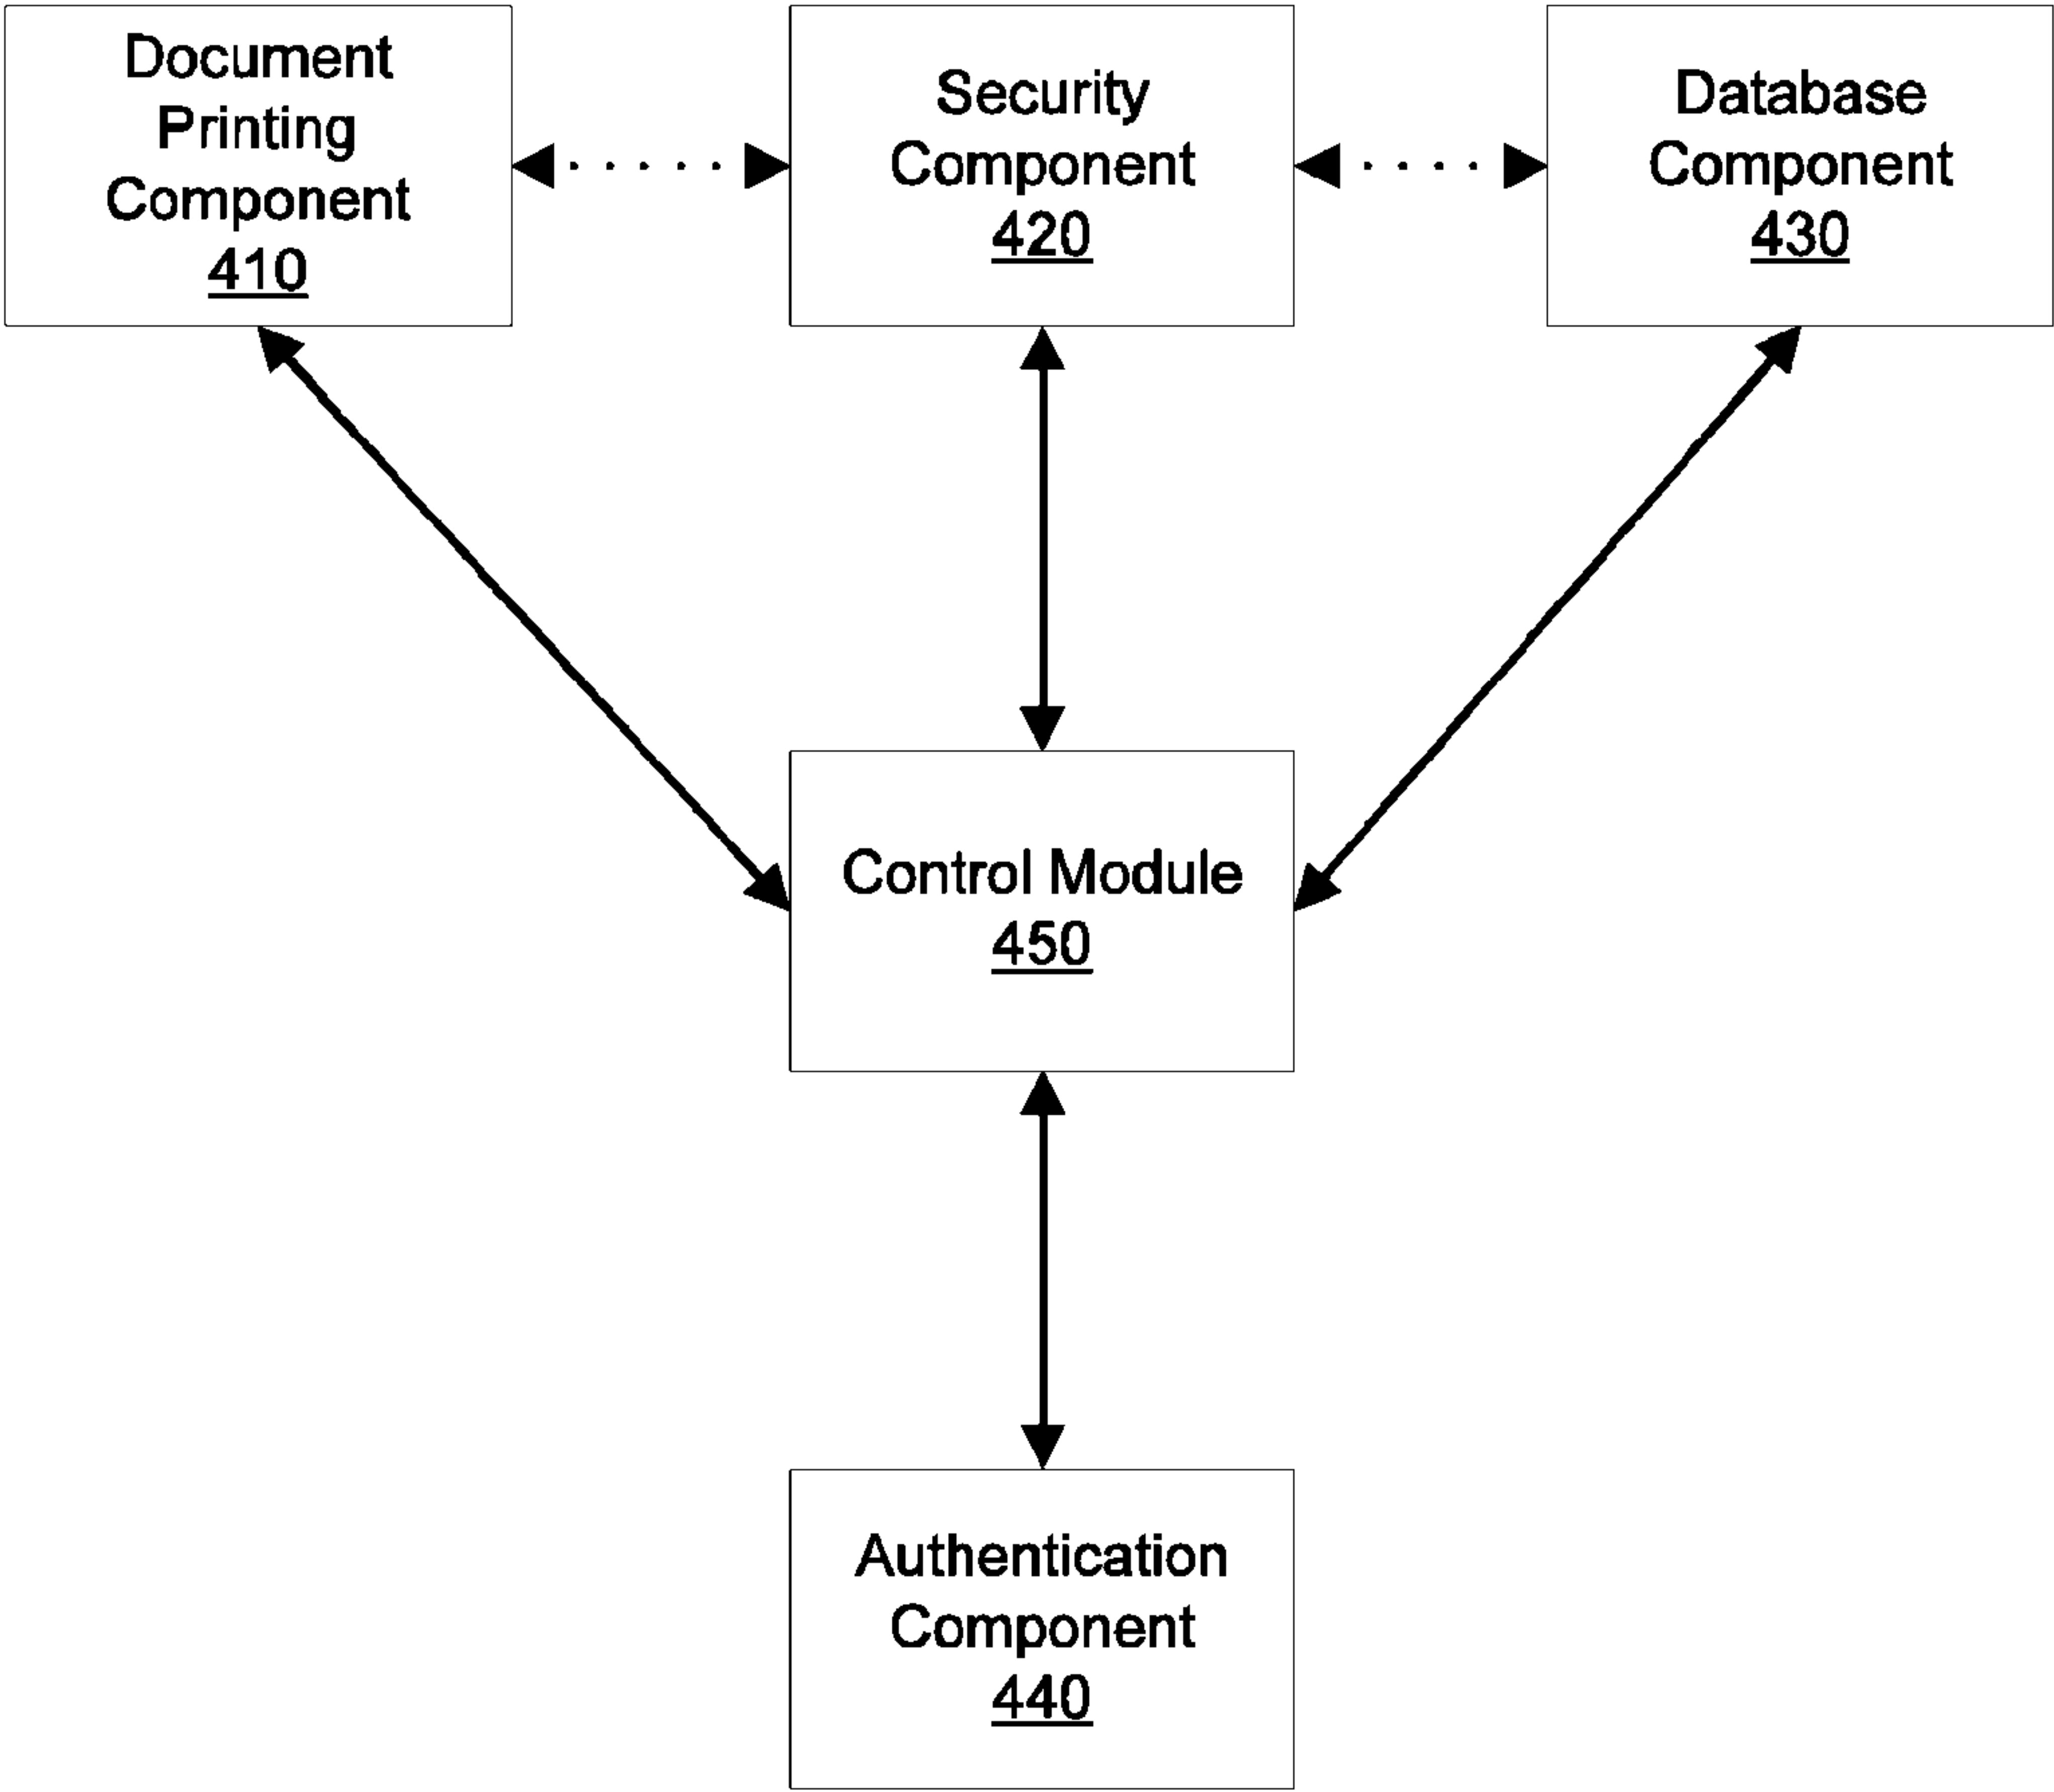 Document
Printing
Component
410
Security
Component
420
Database
Component
430
Control Module
450
Authentication
Component
440